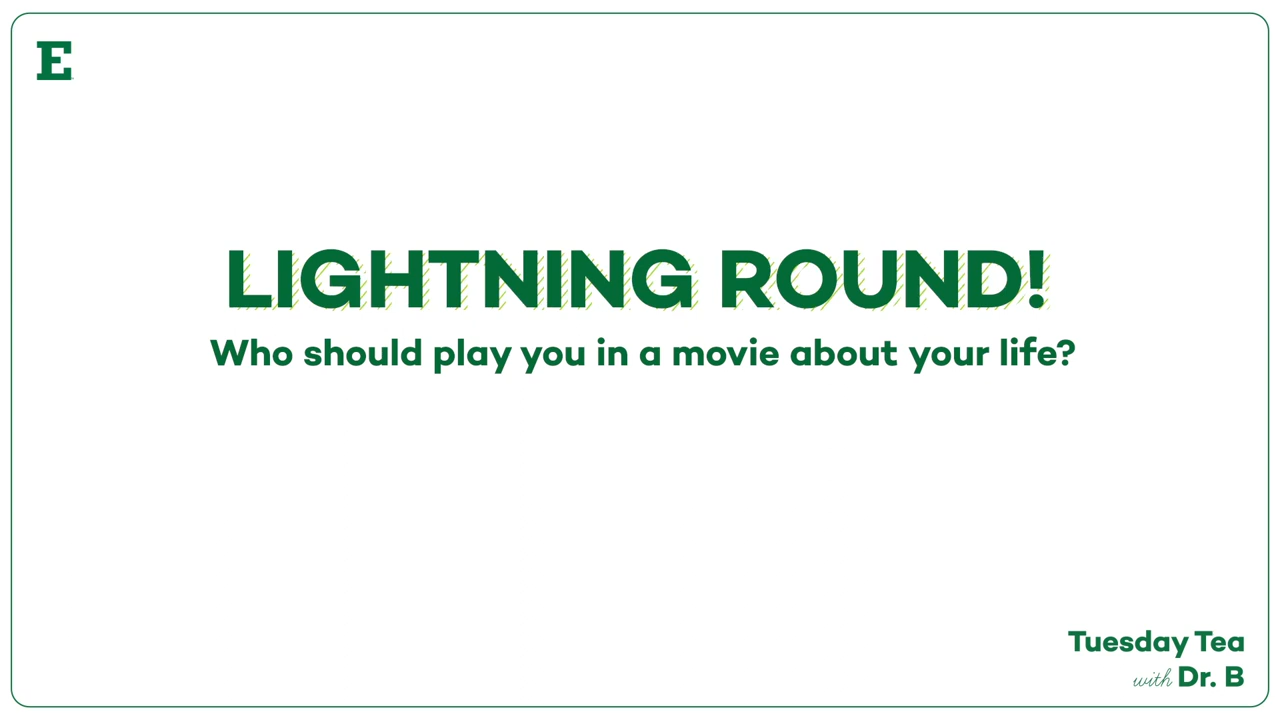 E
LIGHTNING ROUND!
Who should play you in a movie about your life?
Tuesday Tea
with Dr. B